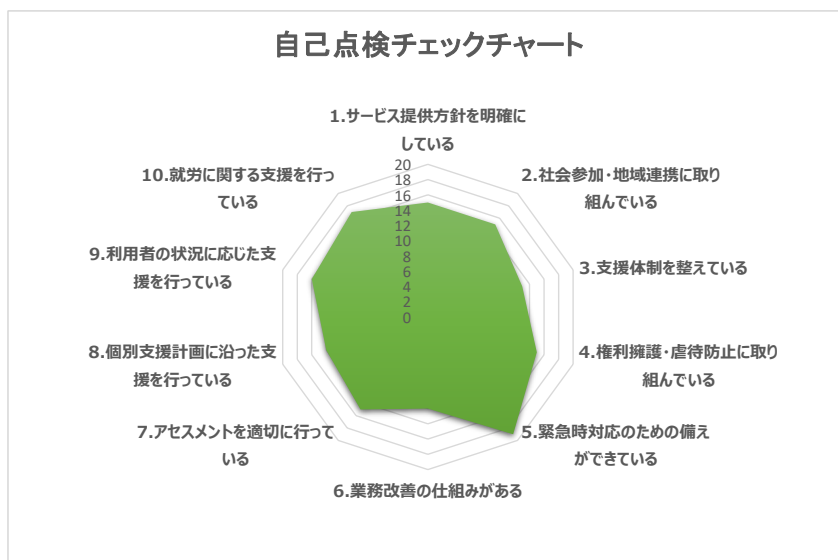 自己点検チェックチャート
1.サービス提供方針を明確に
している
2.社会参加・地域連携に取り
組んでいる
3.支援体制を整えている
4.権利擁護・虐待防止に取り
組んでいる
5.緊急時対応のための備え
ができている
6.業務改善の仕組みがある
7.アセスメントを適切に行って
いる
8.個別支援計画に沿った支
援を行っている
9.利用者の状況に応じた支
援を行っている
10.就労に関する支援を行っ
ている
20
18
16
14
12
10
8
6
4
2
0